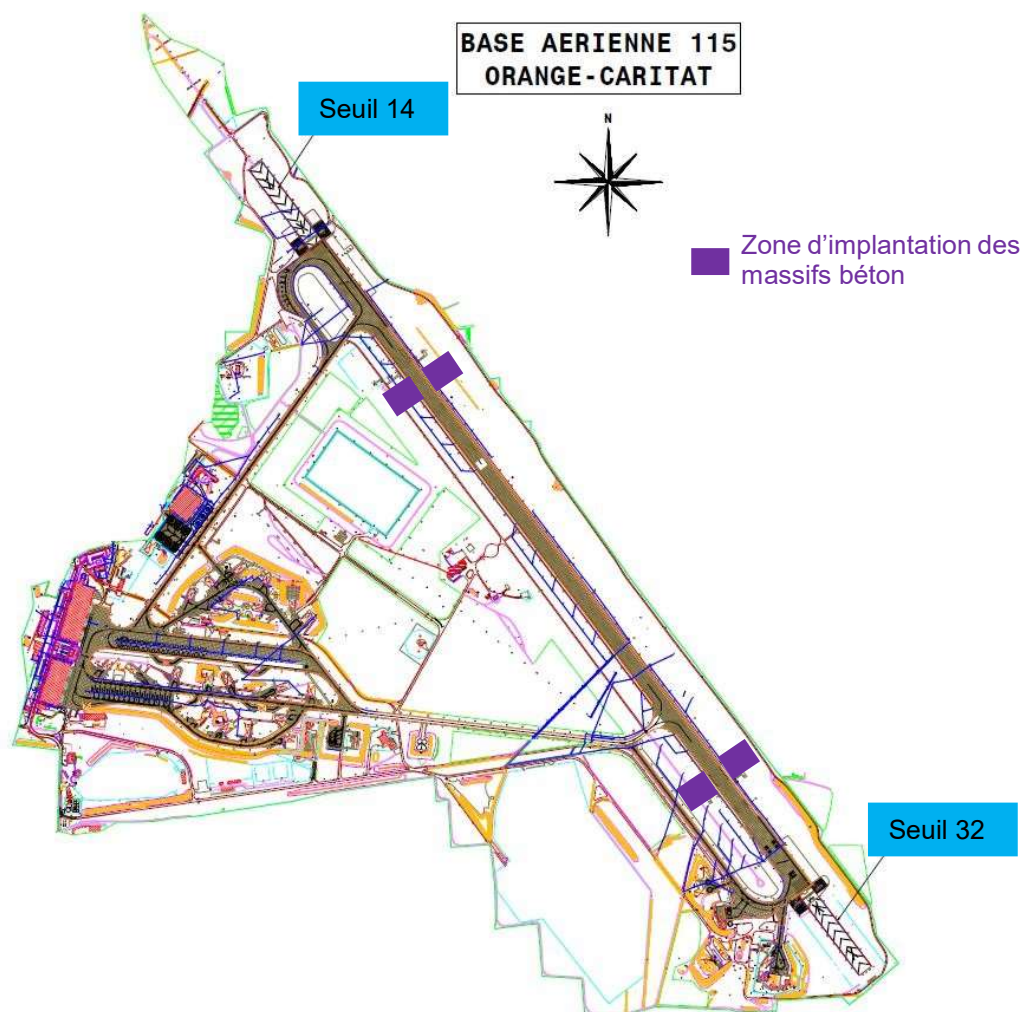 BASE AERIENNE 115
ORANGE-CARITAT
Seuil 14
N
Zone d'implantation des
massifs béton
Seuil 32